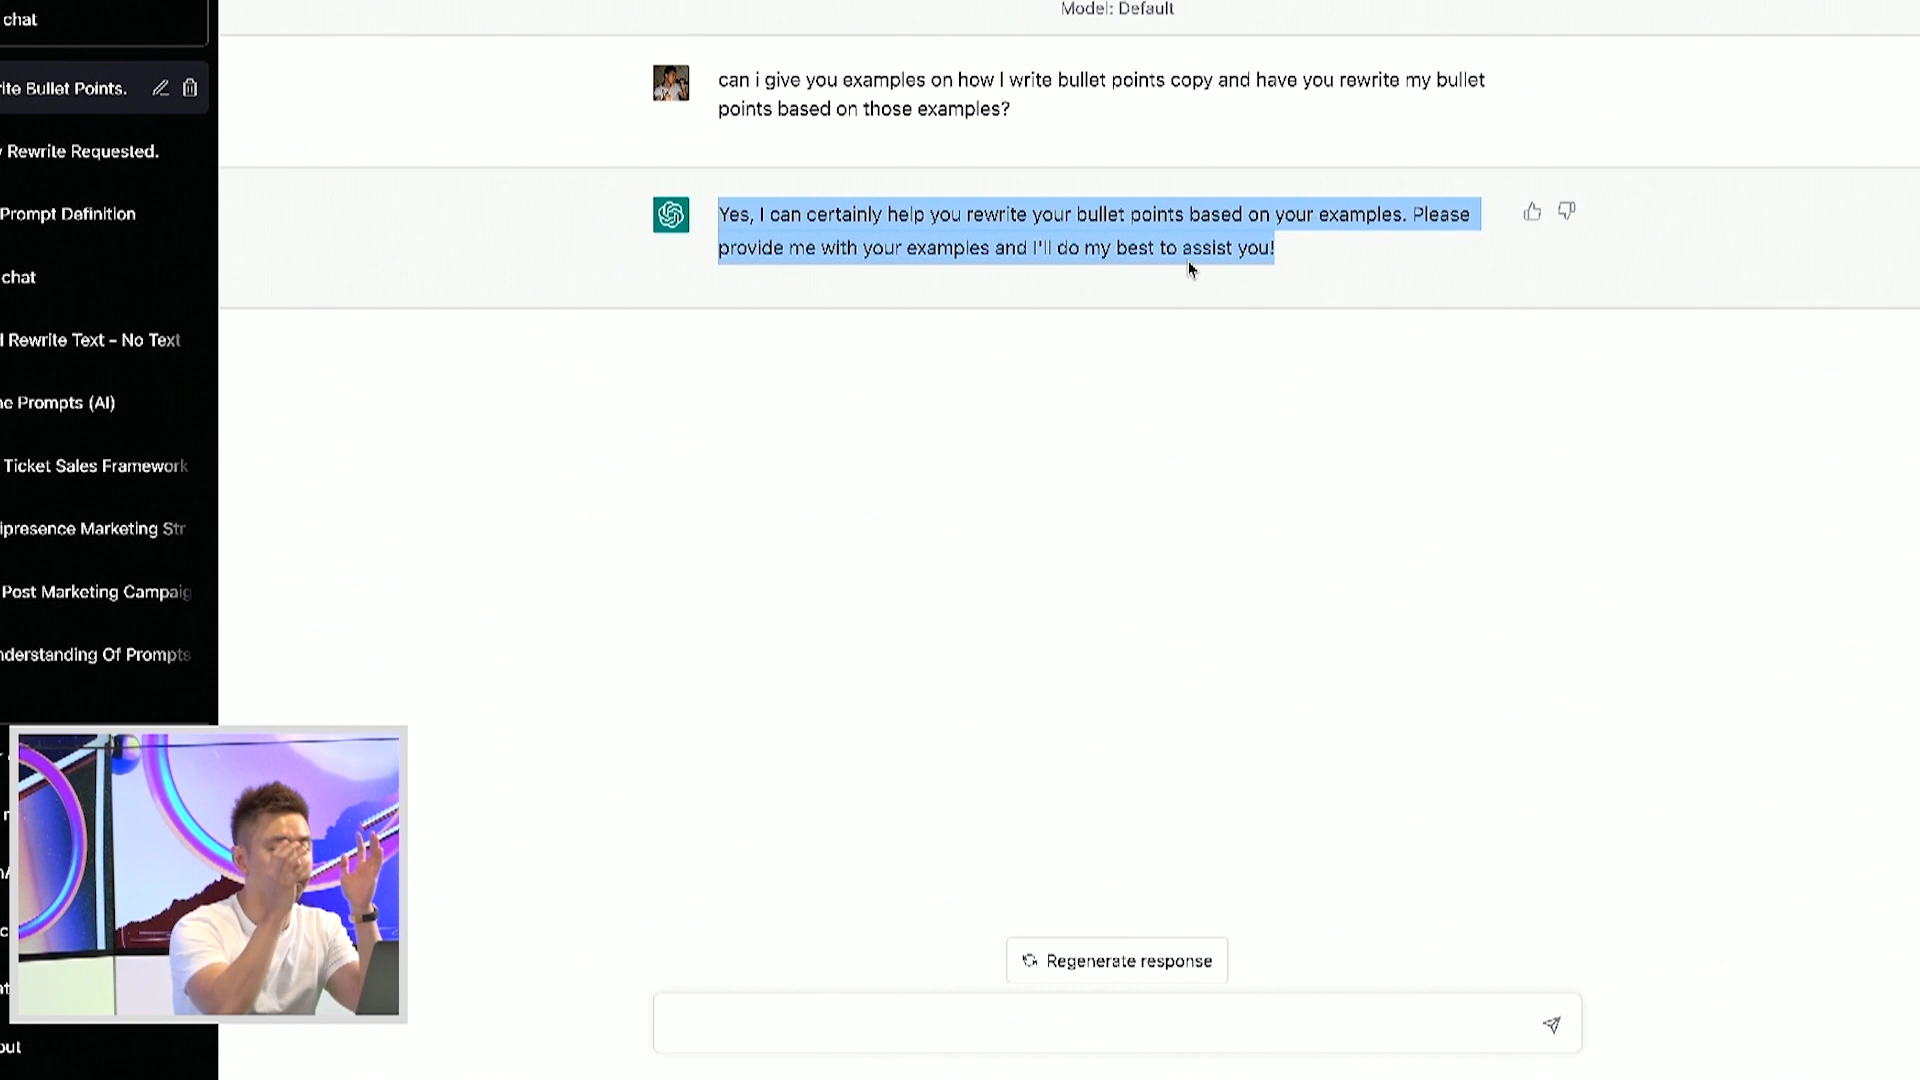 Model: Default
chat
ite Bullet Points.
Rewrite Requested.
Prompt Definition
chat
Rewrite Text - No Text
e Prompts (AI)
Ticket Sales Framework
ipresence Marketing Str
Post Marketing Campaig
nderstanding Of Prompts
out
can i give you examples on how I write bullet points copy and have you rewrite my bullet
points based on those examples?
Yes, I can certainly help you rewrite your bullet points based on your examples. Please
provide me with your examples and I'll do my best to assist you!
Regenerate response